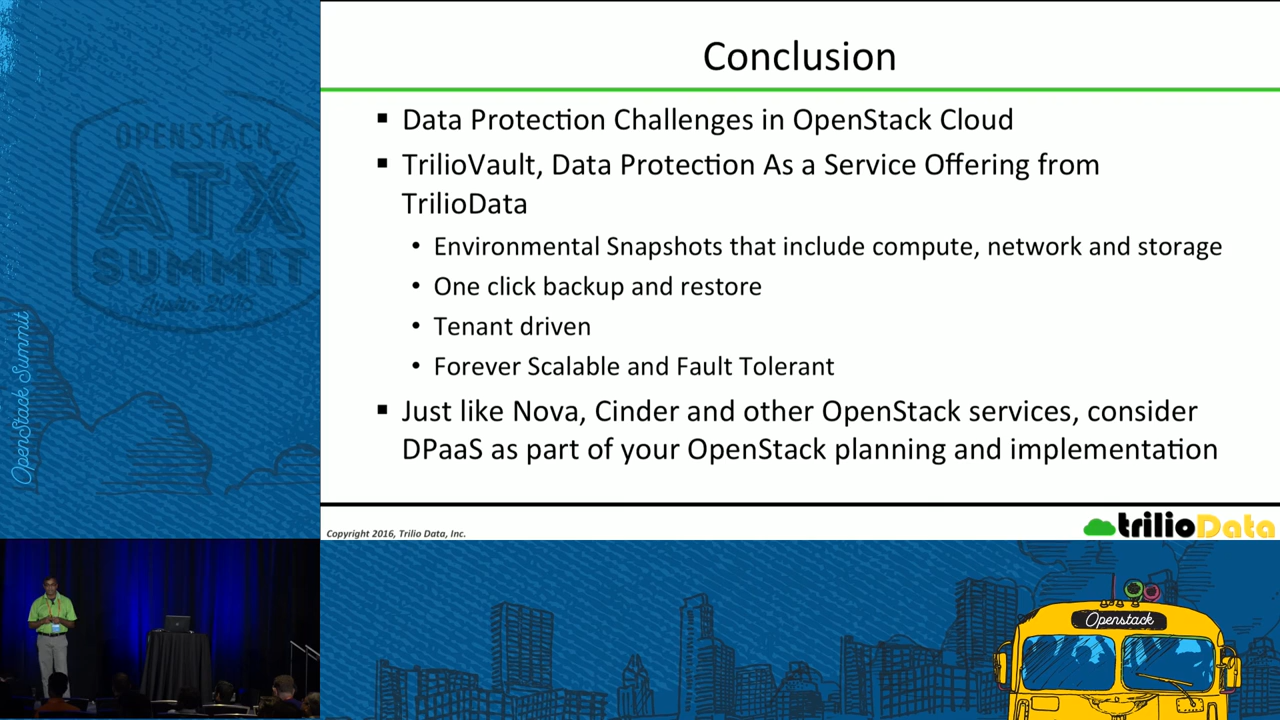 Conclusion
▪ Data Protection Challenges in OpenStack Cloud
▪ TrilioVault, Data Protection As a Service Offering from
TrilioData
• Environmental Snapshots that include compute, network and storage
• One click backup and restore
• Tenant driven
• Forever Scalable and Fault Tolerant
▪ Just like Nova, Cinder and other OpenStack services, consider
DPaaS as part of your OpenStack planning and implementation
Copyright 2016, Trilio Data, Inc.
trilioData
OPENSTACK
ATX
SUMMIT
Austin 2016
OpenStack Summit
Openstack